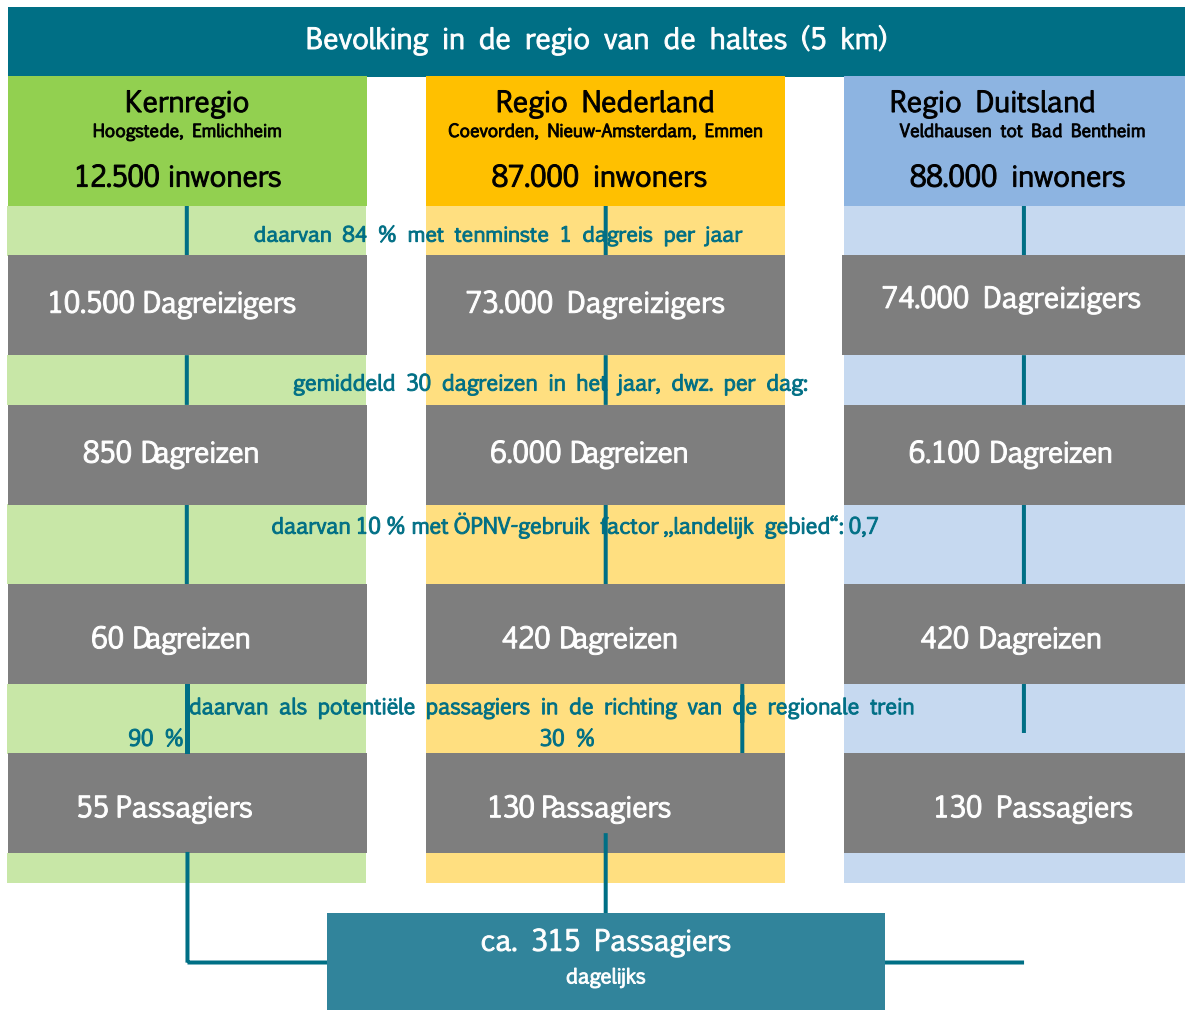 Bevolking in de regio van de haltes (5 km)
Kernregio
Hoogstede, Emlichheim
12.500 inwoners
Regio Nederland
Coevorden, Nieuw-Amsterdam, Emmen
87.000 inwoners
Regio Duitsland
Veldhausen tot Bad Bentheim
88.000 inwoners
daarvan 84 % met tenminste 1 dagreis per jaar
10.500 Dagreizigers
73.000 Dagreizigers
74.000 Dagreizigers
gemiddeld 30 dagreizen in het jaar, dwz. per dag:
850 Dagreizen
6.000 Dagreizen
6.100 Dagreizen
daarvan 10 % met ÖPNV-gebruik factor „landelijk gebied“: 0,7
60 Dagreizen
420 Dagreizen
420 Dagreizen
daarvan als potentiële passagiers in de richting van de regionale trein
90 %
30 %
55 Passagiers
130 Passagiers
130 Passagiers
ca. 315 Passagiers
dagelijks